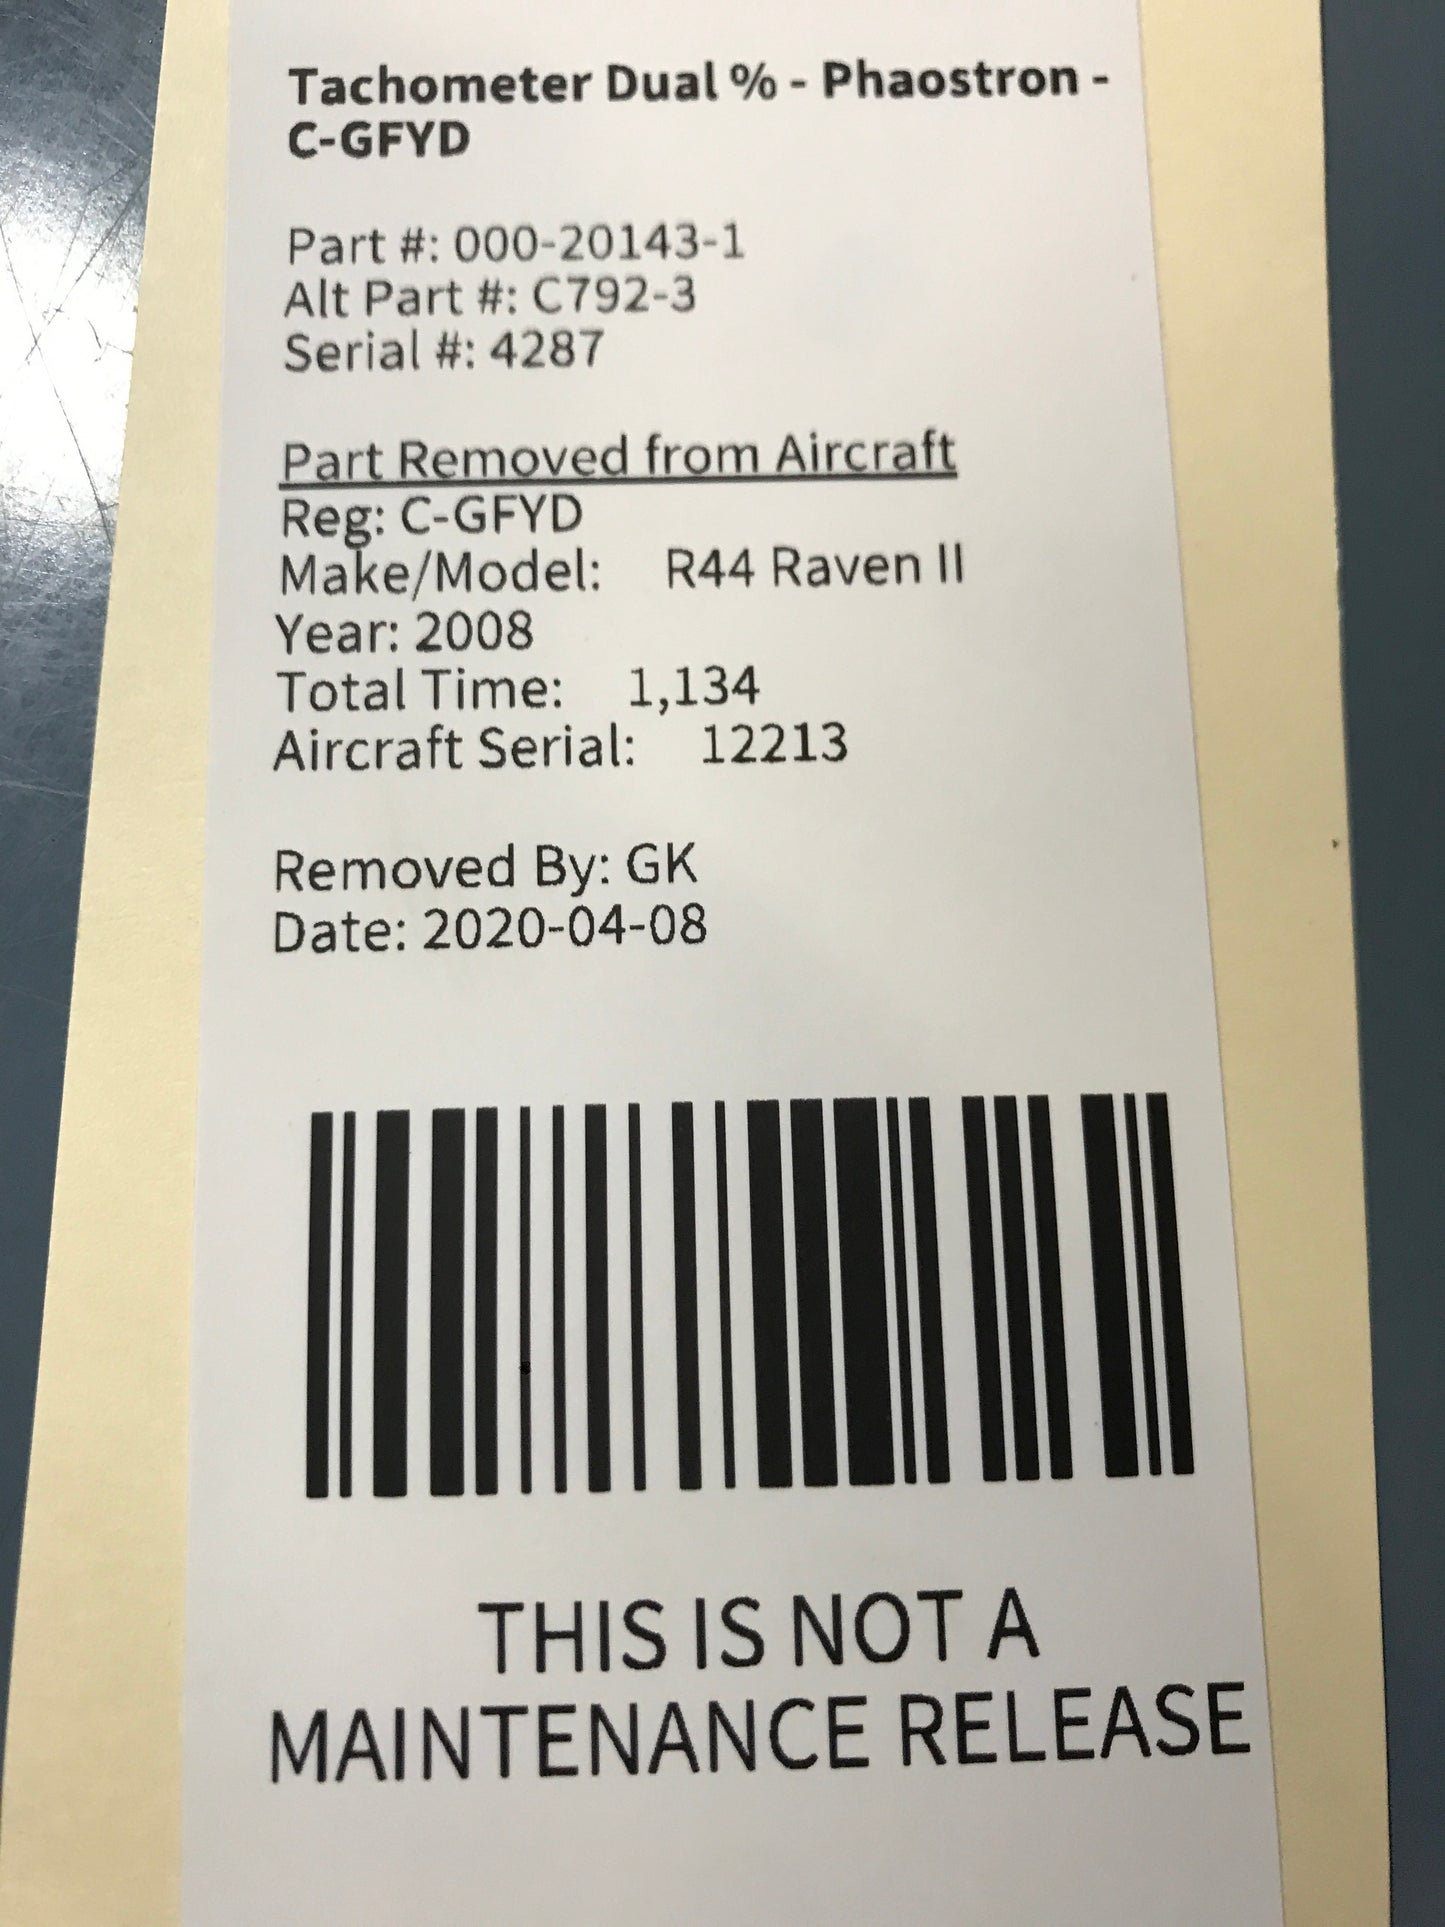 Tachometer Dual % - Phaostron -
C-GFYD
Part #: 000-20143-1
Alt Part #: C792-3
Serial #: 4287
Part Removed from Aircraft
Reg: C-GFYD
Make/Model: R44 Raven II
Year: 2008
Total Time: 1,134
Aircraft Serial: 12213
Removed By: GK
Date: 2020-04-08
THIS IS NOT A
MAINTENANCE RELEASE